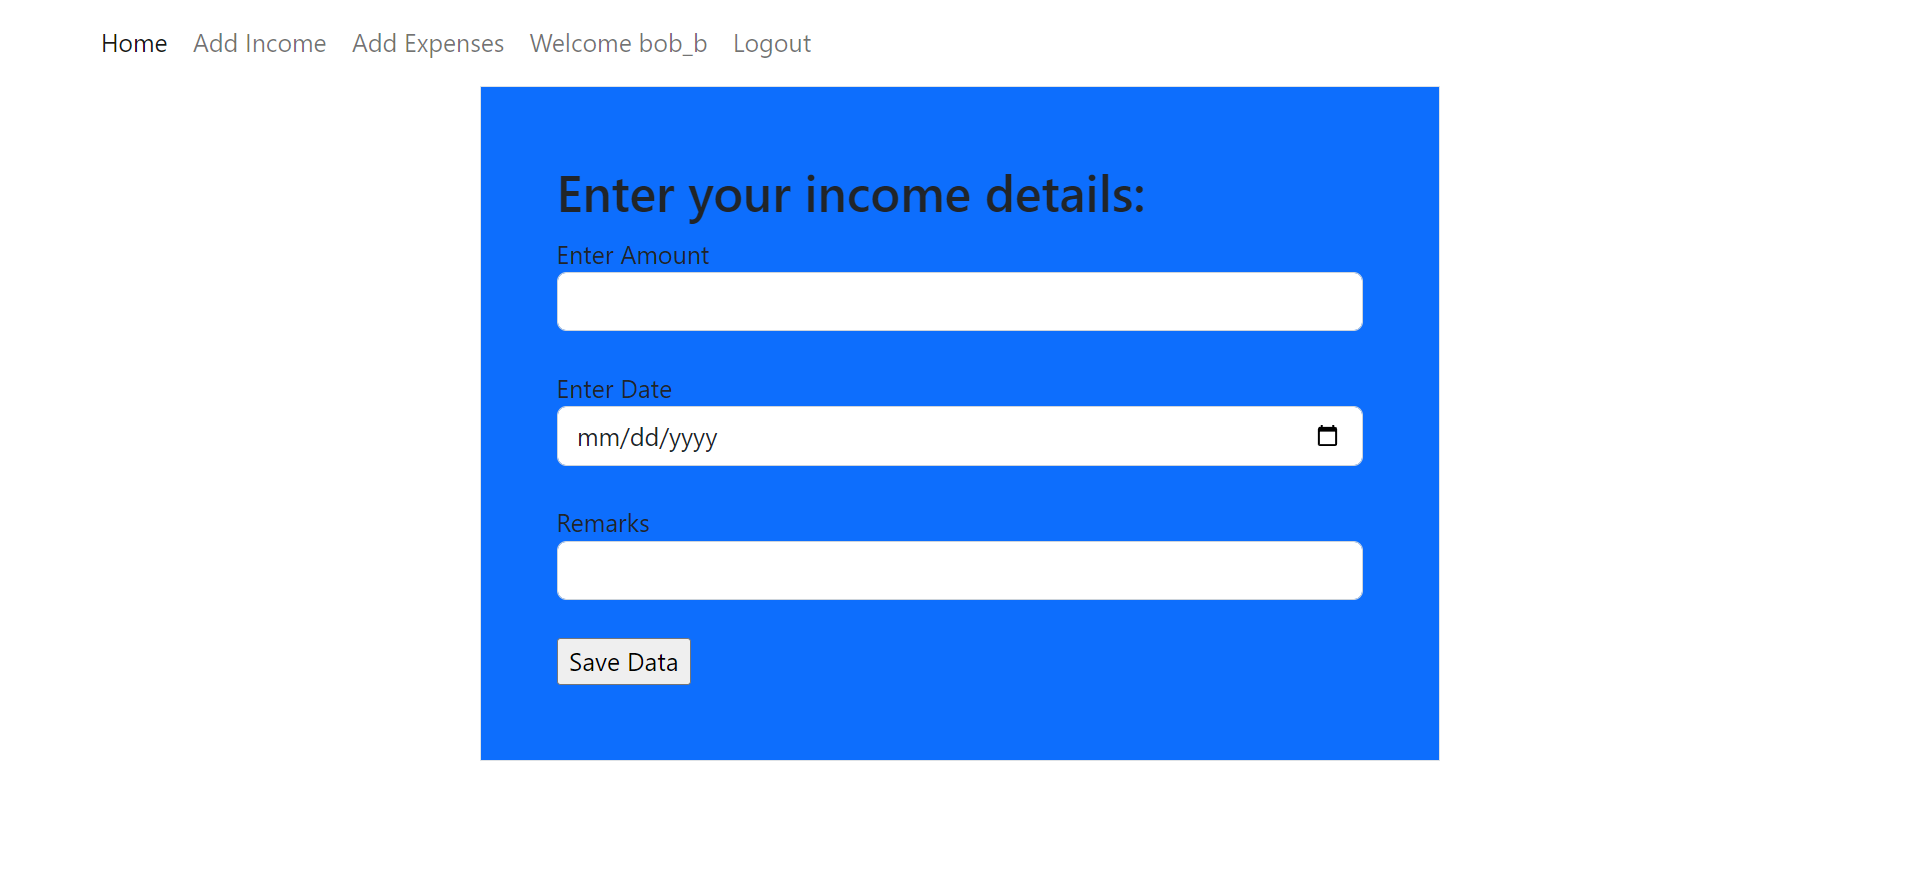 Home Add Income Add Expenses Welcome bob_b Logout
Enter your income details:
Enter Amount
Enter Date
mm/dd/yyyy
Remarks
Save Data